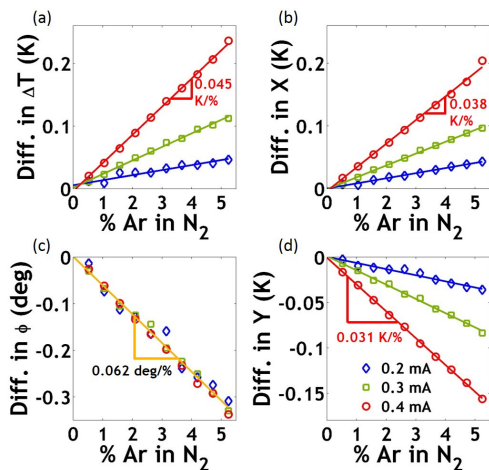 (a)
Diff. in ΔT (K)
0.2
0.1
0
0.045
K/%
0 1 2 3 4 5
% Ar in N2
(b)
Diff. in X (K)
0.2
0.1
0
0.038
K/%
0 1 2 3 4 5
% Ar in N2
(c)
Diff. in ϕ (deg)
0
-0.1
-0.2
-0.3
0.062 deg/%
0 1 2 3 4 5
% Ar in N2
(d)
Diff. in Y (K)
0
-0.05
-0.1
-0.15
0.031 K/%
0.2 mA
0.3 mA
0.4 mA
0 1 2 3 4 5
% Ar in N2